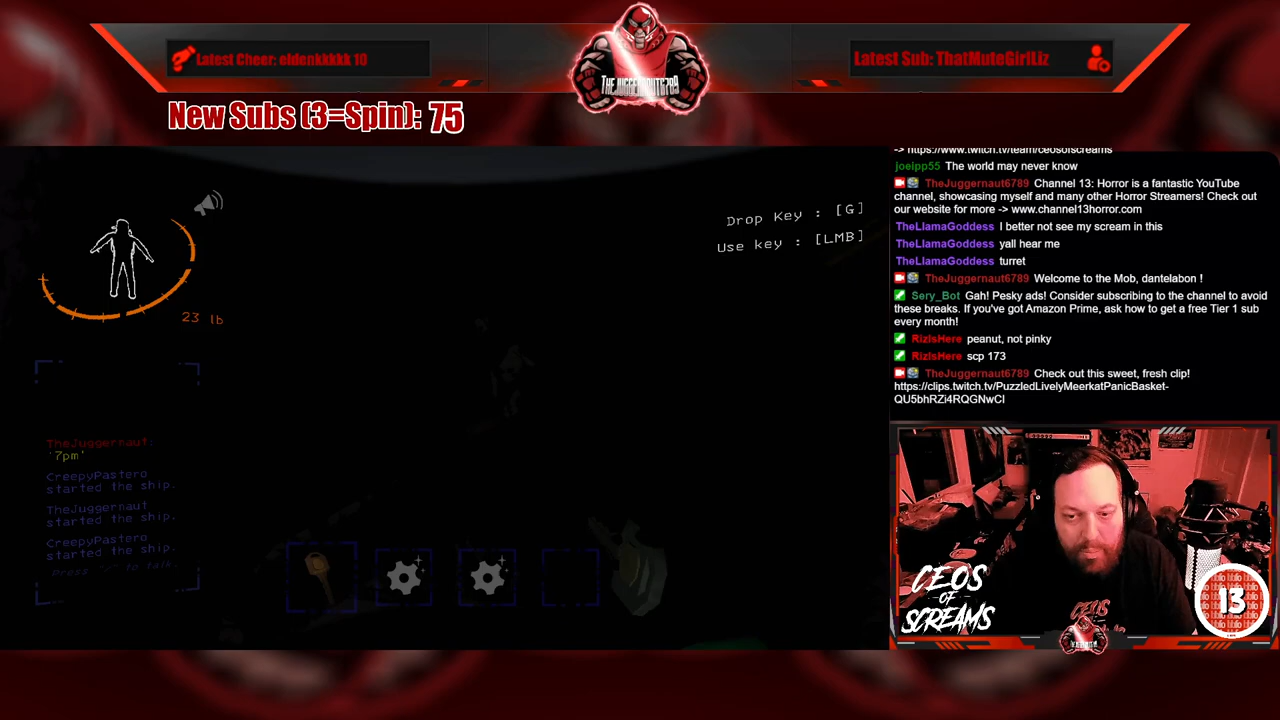 Latest Cheer: eldenkkkkk 10
THEJUGGERNAUT6789
Latest Sub: ThatMuteGirlLiz
New Subs (3=Spin): 75
-> https://www.twitch.tv/team/ceosofscreams
joeipp55 The world may never know
TheJuggernaut6789 Channel 13: Horror is a fantastic YouTube
channel, showcasing myself and many other Horror Streamers! Check out
our website for more -> www.channel13horror.com
TheLlamaGoddess I better not see my scream in this
TheLlamaGoddess yall hear me
TheLlamaGoddess turret
TheJuggernaut6789 Welcome to the Mob, dantelabon !
Sery_Bot Gah! Pesky ads! Consider subscribing to the channel to avoid
these breaks. If you've got Amazon Prime, ask how to get a free Tier 1 sub
every month!
RizIsHere peanut, not pinky
RizIsHere scp 173
TheJuggernaut6789 Check out this sweet, fresh clip!
https://clips.twitch.tv/PuzzledLivelyMeerkatPanicBasket-
QU5bhRZi4RQGNwCl
Drop Key : [G]
Use key : [LMB]
23 lb
TheJuggernaut:
'7pm'
CreepyPastero
started the ship.
TheJuggernaut
started the ship.
CreepyPastero
started the ship.
Press "/" to talk.
CEOS
OF
SCREAMS
CEOS
13